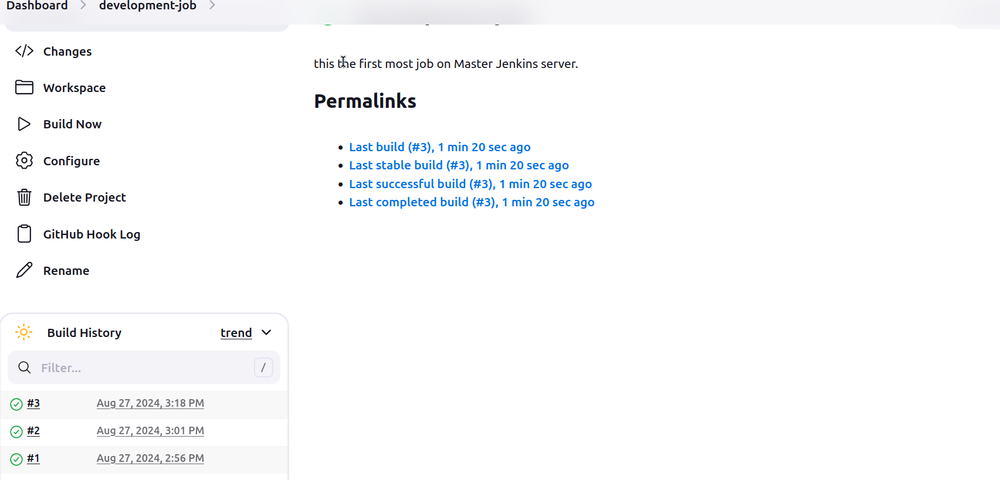 Dashboard > development-job >
Changes
Workspace
Build Now
Configure
Delete Project
GitHub Hook Log
Rename
Build History trend
Filter... /
#3 Aug 27, 2024, 3:18 PM
#2 Aug 27, 2024, 3:01 PM
#1 Aug 27, 2024, 2:56 PM
this the first most job on Master Jenkins server.
Permalinks
• Last build (#3), 1 min 20 sec ago
• Last stable build (#3), 1 min 20 sec ago
• Last successful build (#3), 1 min 20 sec ago
• Last completed build (#3), 1 min 20 sec ago